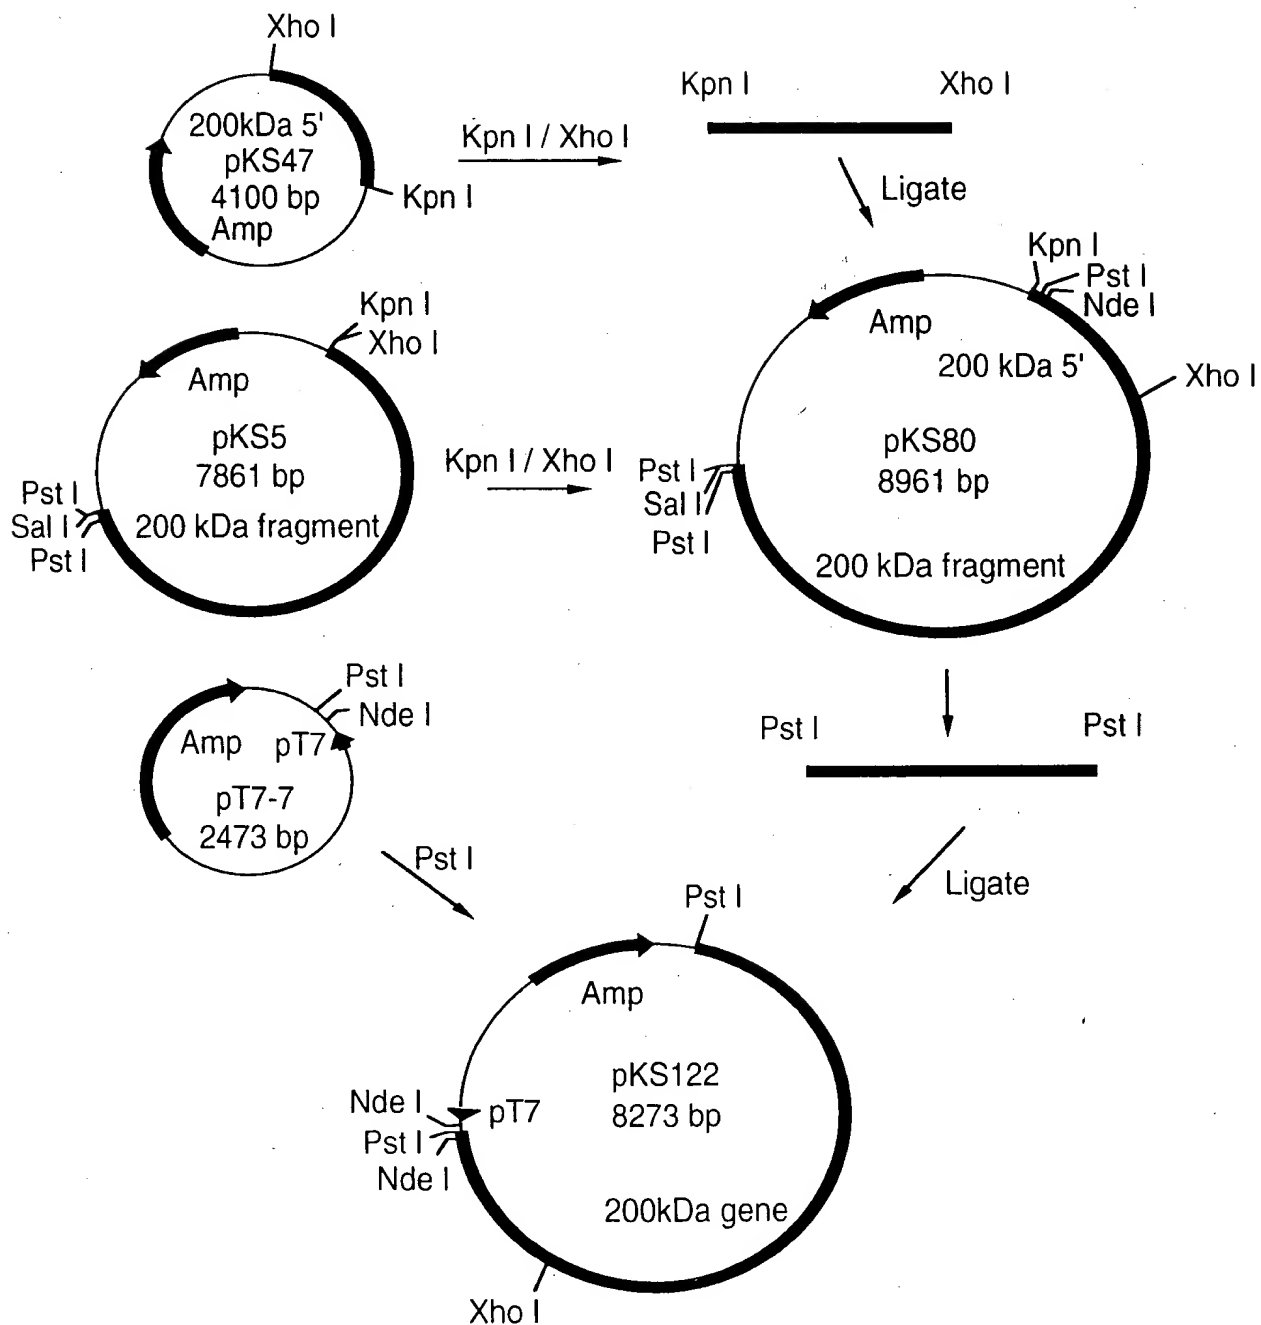 Xho I
200kDa 5'
pKS47
4100 bp
Amp
Kpn I
Kpn I / Xho I
Kpn I
Xho I
Ligate
Kpn I
Xho I
Amp
pKS5
7861 bp
Pst I
Sal I
Pst I
200 kDa fragment
Kpn I / Xho I
Kpn I
Pst I
Nde I
Amp
200 kDa 5'
Xho I
pKS80
8961 bp
Pst I
Sal I
Pst I
200 kDa fragment
Pst I
Nde I
Amp
pT7
pT7-7
2473 bp
Pst I
Pst I
Pst I
Ligate
Pst I
Amp
pKS122
8273 bp
Nde I
pT7
Pst I
Nde I
200kDa gene
Xho I